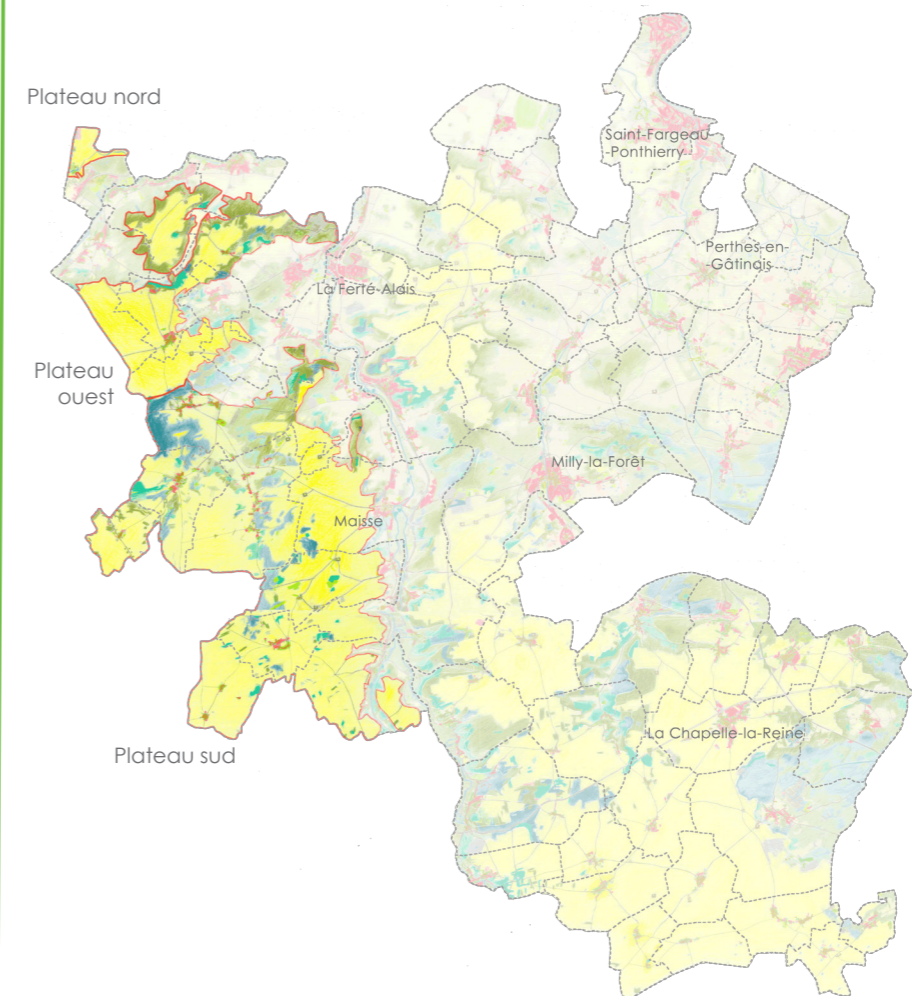 Plateau nord
Saint-Fargeau-
-Ponthierry
Perthes-en-
-Gâtinais
La Ferté-Alais
Plateau
ouest
Milly-la-Forêt
Maisse
La Chapelle-la-Reine
Plateau sud